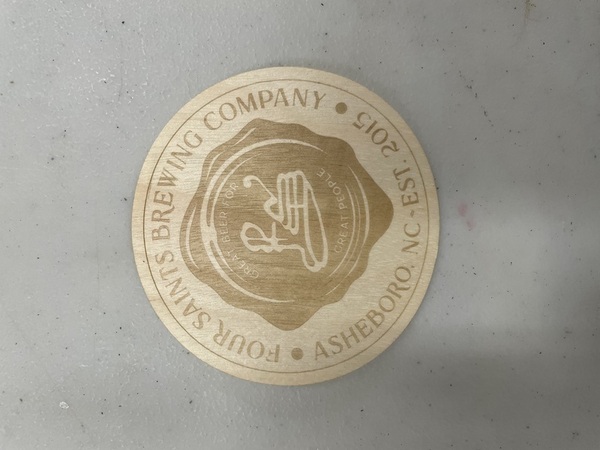 FOUR SAINTS BREWING COMPANY
ASHEBORO, NC - EST. 2015
GREAT BEER FOR
GREAT PEOPLE